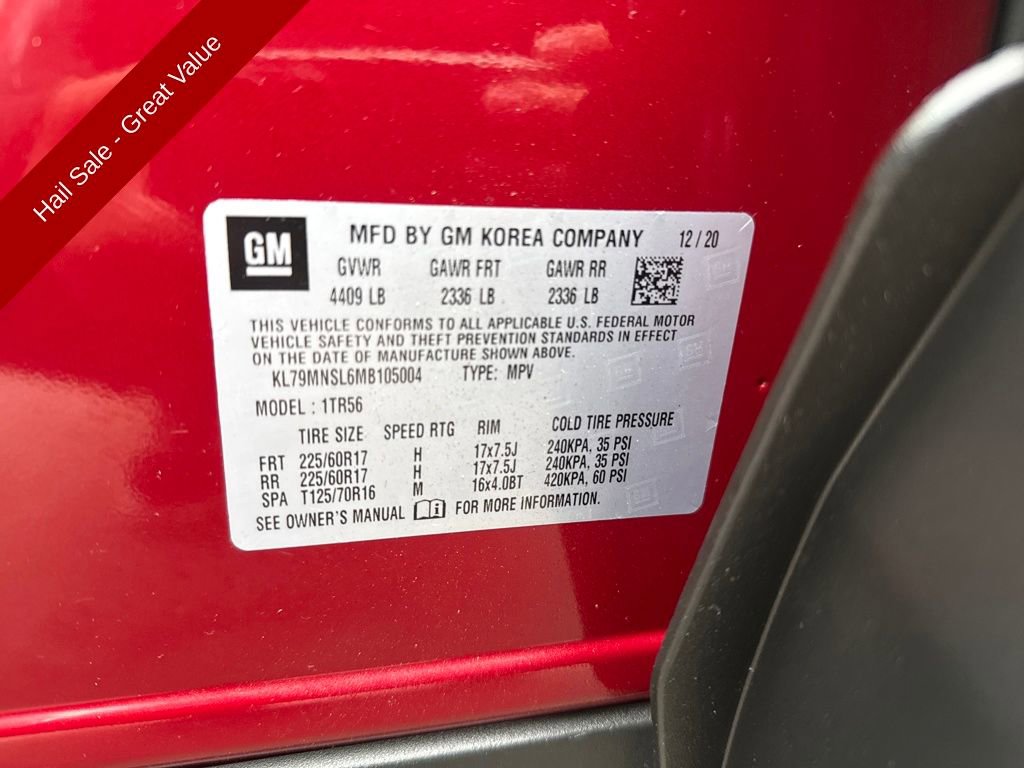 Hail Sale - Great Value
GM MFD BY GM KOREA COMPANY 12 / 20
GVWR GAWR FRT GAWR RR
4409 LB 2336 LB 2336 LB
THIS VEHICLE CONFORMS TO ALL APPLICABLE U.S. FEDERAL MOTOR
VEHICLE SAFETY AND THEFT PREVENTION STANDARDS IN EFFECT
ON THE DATE OF MANUFACTURE SHOWN ABOVE.
KL79MNSL6MB105004 TYPE: MPV
MODEL : 1TR56
TIRE SIZE SPEED RTG RIM COLD TIRE PRESSURE
FRT 225/60R17 H 17x7.5J 240KPA, 35 PSI
RR 225/60R17 H 17x7.5J 240KPA, 35 PSI
SPA T125/70R16 M 16x4.0BT 420KPA, 60 PSI
SEE OWNER'S MANUAL FOR MORE INFORMATION.